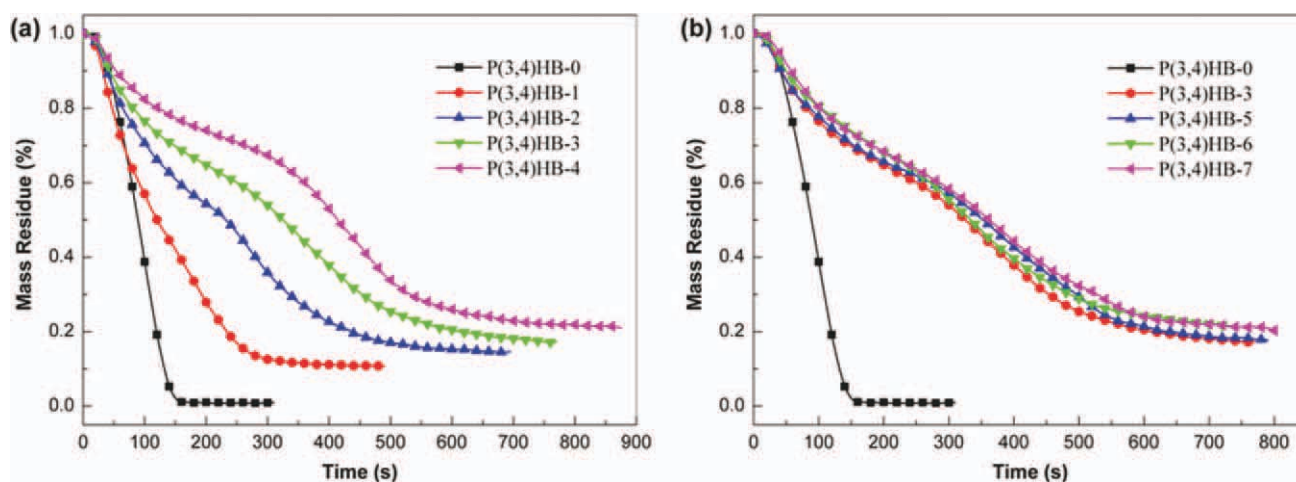 (a)
P(3,4)HB-0
P(3,4)HB-1
P(3,4)HB-2
P(3,4)HB-3
P(3,4)HB-4
Mass Residue (%)
1.0
0.8
0.6
0.4
0.2
0.0
0 100 200 300 400 500 600 700 800 900
Time (s)
(b)
P(3,4)HB-0
P(3,4)HB-3
P(3,4)HB-5
P(3,4)HB-6
P(3,4)HB-7
Mass Residue (%)
1.0
0.8
0.6
0.4
0.2
0.0
0 100 200 300 400 500 600 700 800
Time (s)